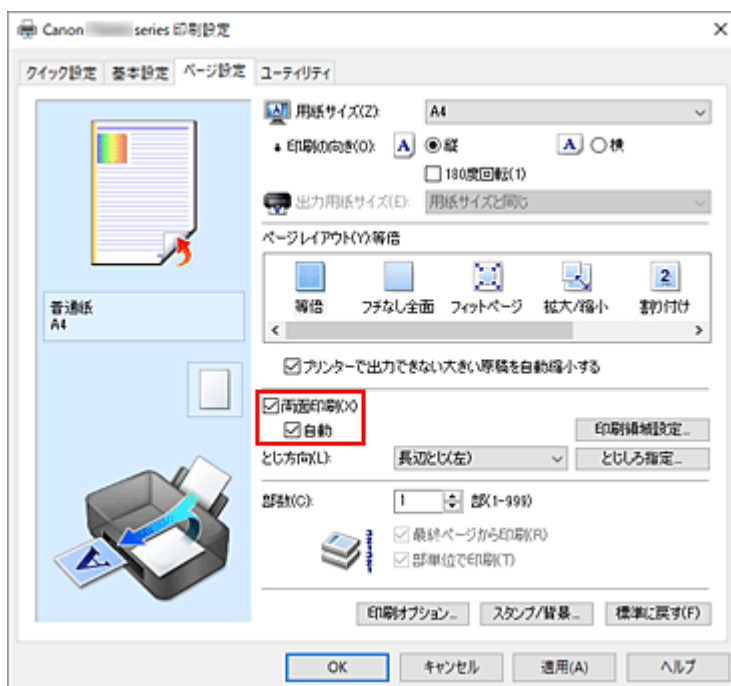 Canon series 印刷設定
クイック設定 基本設定 ページ設定 ユーティリティ
用紙サイズ(Z): A4
印刷の向き(O): A 縦 A 横
180度回転(1)
出力用紙サイズ(E): 用紙サイズと同じ
ページレイアウト(Y):等倍
等倍 フチなし全面 フィットページ 拡大/縮小 2 割り付け
普通紙
A4
プリンターで出力できない大きい原稿を自動縮小する
両面印刷(X)
自動 印刷領域設定...
とじ方向(L): 長辺とじ(左) とじしろ指定...
部数(C): 1 部(1-999)
最終ページから印刷(R)
部単位で印刷(T)
A
印刷オプション... スタンプ/背景... 標準に戻す(F)
OK キャンセル 適用(A) ヘルプ